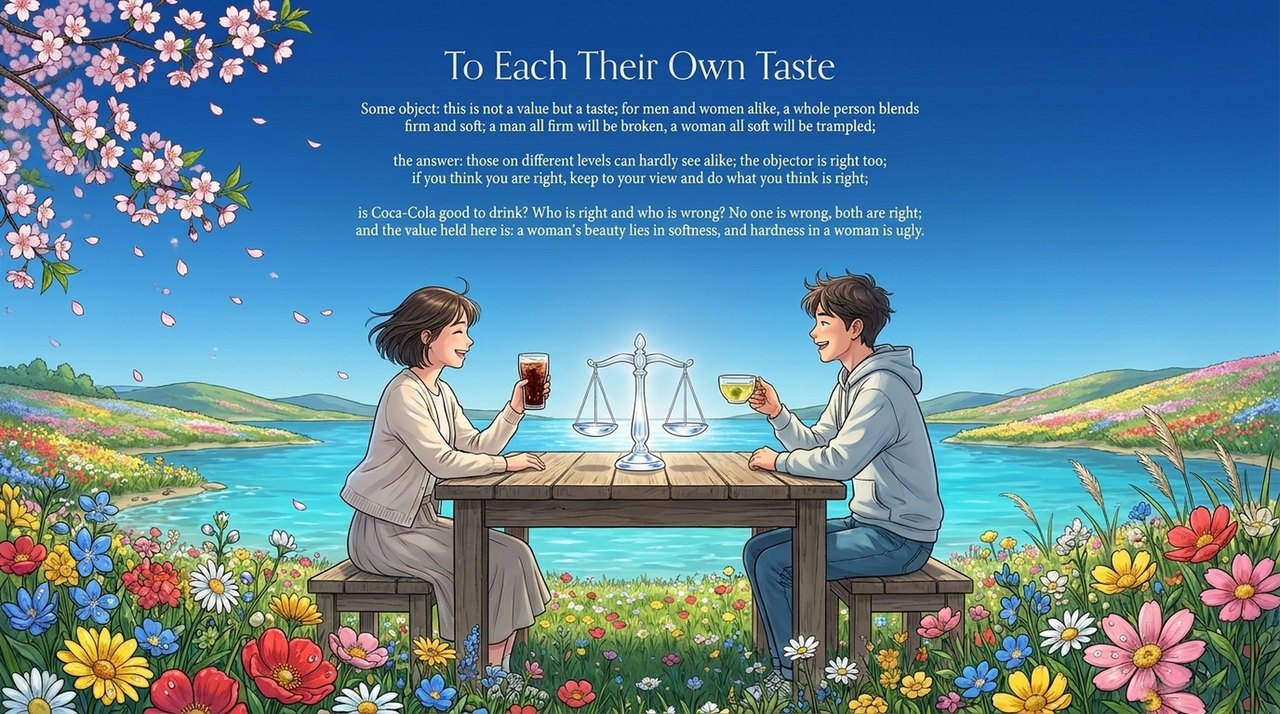 To Each Their Own Taste
Some object: this is not a value but a taste; for men and women alike, a whole person blends
firm and soft; a man all firm will be broken, a woman all soft will be trampled;
the answer: those on different levels can hardly see alike; the objector is right too;
if you think you are right, keep to your view and do what you think is right;
is Coca-Cola good to drink? Who is right and who is wrong? No one is wrong, both are right;
and the value held here is: a woman's beauty lies in softness, and hardness in a woman is ugly.